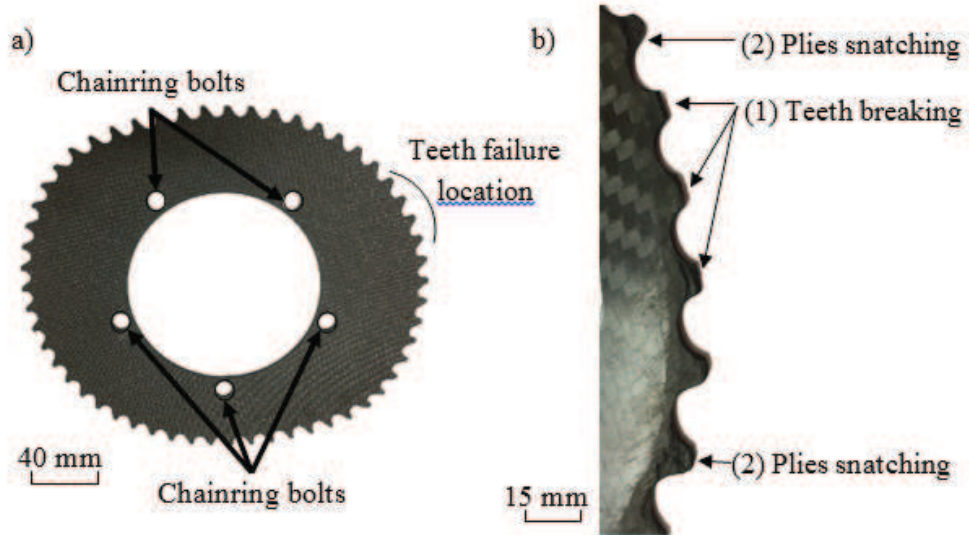 a)
Chainring bolts
Teeth failure
location
40 mm
Chainring bolts
b)
(2) Plies snatching
(1) Teeth breaking
(2) Plies snatching
15 mm